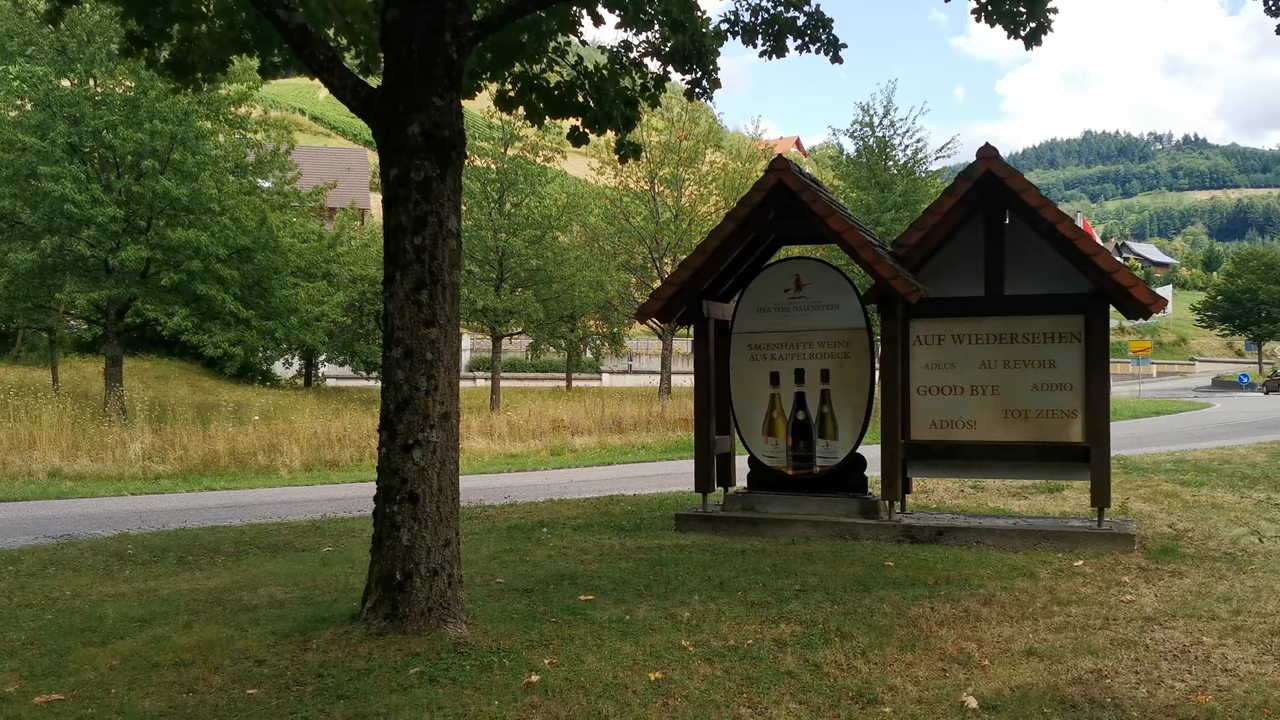 HEX VOM DASENSTEIN
SAGENHAFTE WEINE
AUS KAPPELRODECK
AUF WIEDERSEHEN
ADEUS AU REVOIR
GOOD BYE ADDIO
TOT ZIENS
ADIÓS!